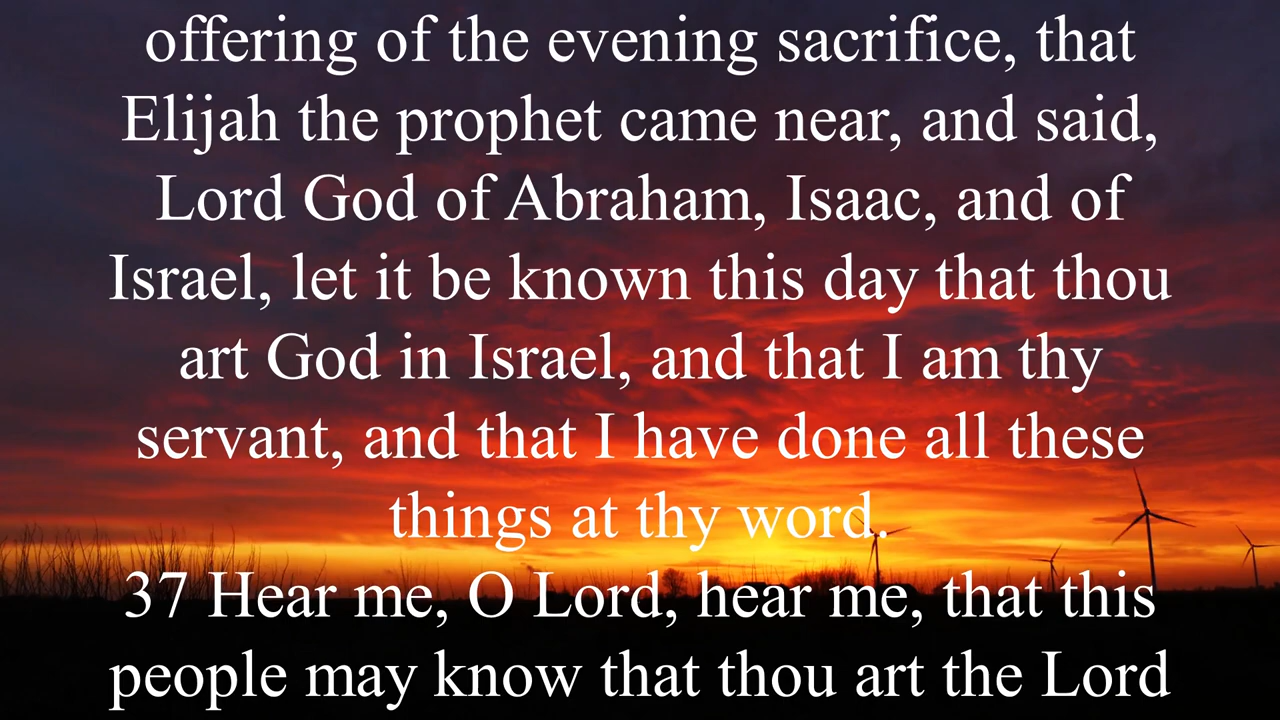 offering of the evening sacrifice, that
Elijah the prophet came near, and said,
Lord God of Abraham, Isaac, and of
Israel, let it be known this day that thou
art God in Israel, and that I am thy
servant, and that I have done all these
things at thy word.
37 Hear me, O Lord, hear me, that this
people may know that thou art the Lord